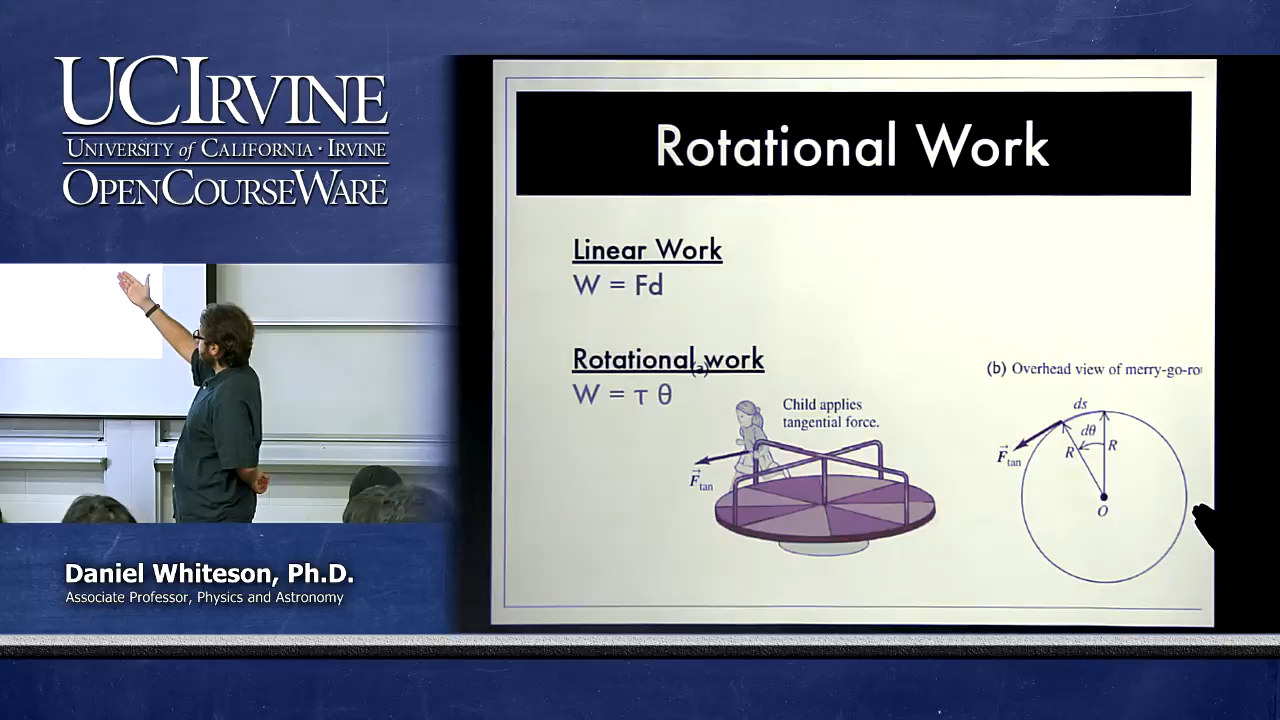 UCIRVINE
UNIVERSITY of CALIFORNIA · IRVINE
OPENCOURSEWARE
Daniel Whiteson, Ph.D.
Associate Professor, Physics and Astronomy
Rotational Work
Linear Work
W = Fd
Rotational work
(a)
W = τ θ
Child applies
tangential force.
F⃗tan
(b) Overhead view of merry-go-ro
ds
dθ
R
R
F⃗tan
O